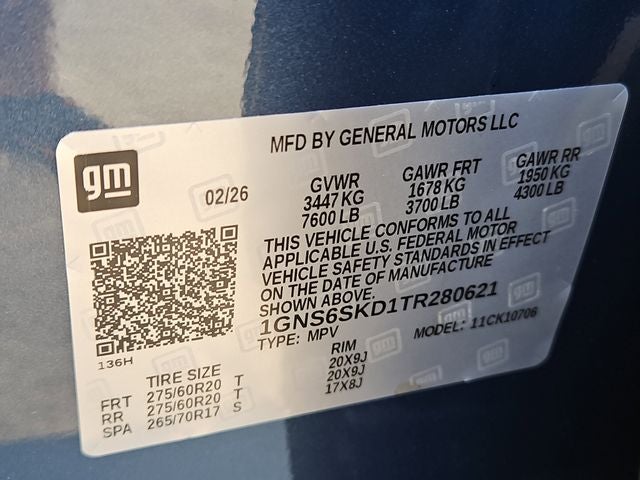 gm
MFD BY GENERAL MOTORS LLC
02/26
GVWR GAWR FRT GAWR RR
3447 KG 1678 KG 1950 KG
7600 LB 3700 LB 4300 LB
THIS VEHICLE CONFORMS TO ALL
APPLICABLE U.S. FEDERAL MOTOR
VEHICLE SAFETY STANDARDS IN EFFECT
ON THE DATE OF MANUFACTURE
SHOWN ABOVE.
1GNS6SKD1TR280621
TYPE: MPV MODEL: 11CK10706
136H
TIRE SIZE RIM
FRT 275/60R20 T 20X9J
RR 275/60R20 T 20X9J
SPA 265/70R17 S 17X8J